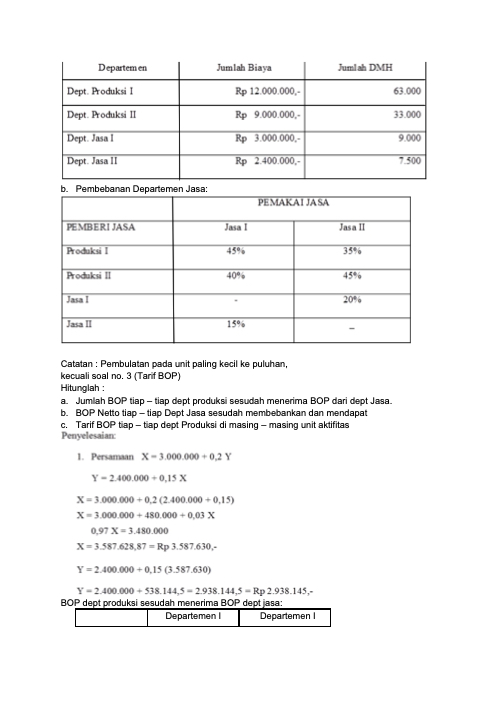 Departemen Jumlah Biaya Jumlah DMH
Dept. Produksi I Rp 12.000.000,- 63.000
Dept. Produksi II Rp 9.000.000,- 33.000
Dept. Jasa I Rp 3.000.000,- 9.000
Dept. Jasa II Rp 2.400.000,- 7.500
b. Pembebanan Departemen Jasa:
PEMAKAI JASA
PEMBERI JASA Jasa I Jasa II
Produksi I 45% 35%
Produksi II 40% 45%
Jasa I - 20%
Jasa II 15% –
Catatan : Pembulatan pada unit paling kecil ke puluhan,
kecuali soal no. 3 (Tarif BOP)
Hitunglah :
a. Jumlah BOP tiap – tiap dept produksi sesudah menerima BOP dari dept Jasa.
b. BOP Netto tiap – tiap Dept Jasa sesudah membebankan dan mendapat
c. Tarif BOP tiap – tiap dept Produksi di masing – masing unit aktifitas
Penyelesaian:
1. Persamaan X = 3.000.000 + 0,2 Y
Y = 2.400.000 + 0,15 X
X = 3.000.000 + 0,2 (2.400.000 + 0,15)
X = 3.000.000 + 480.000 + 0,03 X
0,97 X = 3.480.000
X = 3.587.628,87 = Rp 3.587.630,-
Y = 2.400.000 + 0,15 (3.587.630)
Y = 2.400.000 + 538.144,5 = 2.938.144,5 = Rp 2.938.145,-
BOP dept produksi sesudah menerima BOP dept jasa:
Departemen I Departemen I